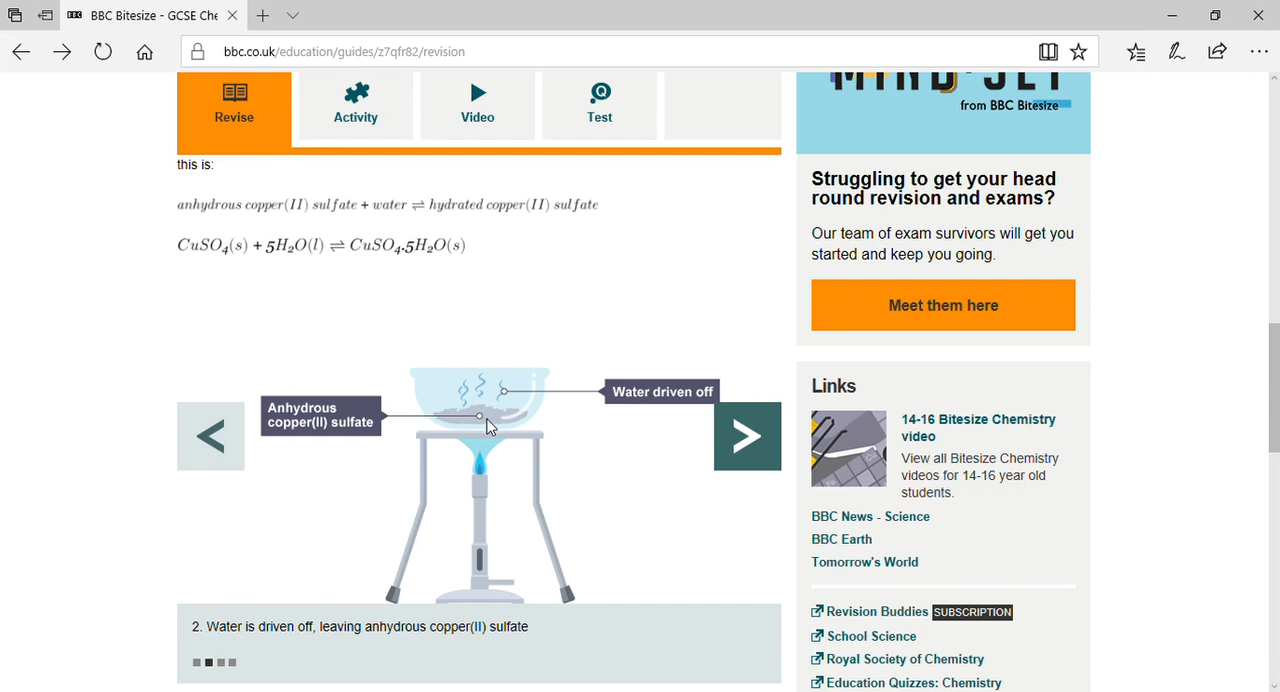 BBC Bitesize - GCSE Che
bbc.co.uk/education/guides/z7qfr82/revision
Revise
Activity
Video
Test
this is:
anhydrous copper(II) sulfate + water ⇌ hydrated copper(II) sulfate
CuSO₄(s) + 5H₂O(l) ⇌ CuSO₄.5H₂O(s)
Anhydrous
copper(II) sulfate
Water driven off
<
>
2. Water is driven off, leaving anhydrous copper(II) sulfate
from BBC Bitesize
Struggling to get your head
round revision and exams?
Our team of exam survivors will get you
started and keep you going.
Meet them here
Links
14-16 Bitesize Chemistry
video
View all Bitesize Chemistry
videos for 14-16 year old
students.
BBC News - Science
BBC Earth
Tomorrow's World
Revision Buddies SUBSCRIPTION
School Science
Royal Society of Chemistry
Education Quizzes: Chemistry